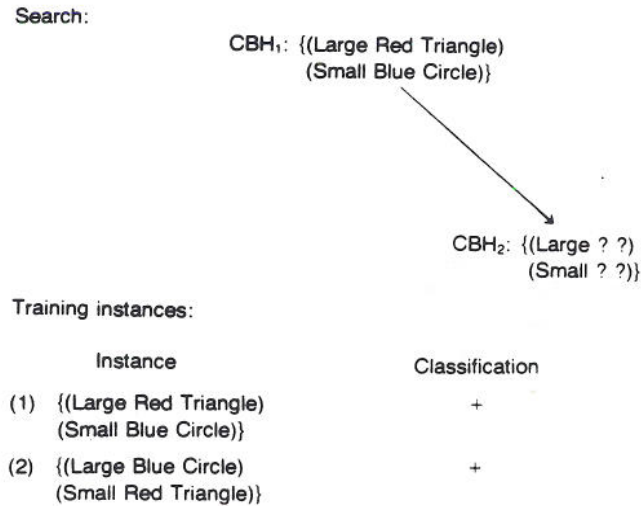 Search:
CBH₁: {(Large Red Triangle)
(Small Blue Circle)}
CBH₂: {(Large ? ?)
(Small ? ?)}
Training instances:
Instance Classification
(1) {(Large Red Triangle) +
(Small Blue Circle)}
(2) {(Large Blue Circle) +
(Small Red Triangle)}